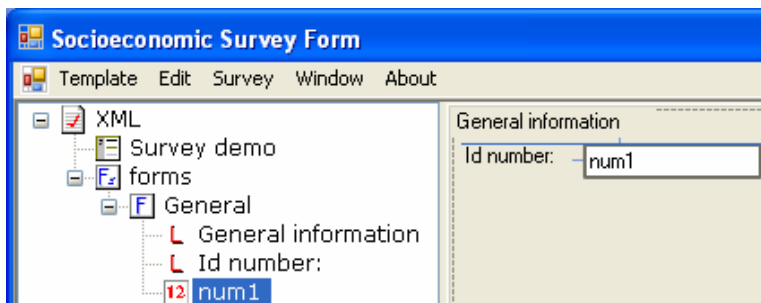 Socioeconomic Survey Form
Template Edit Survey Window About
XML
Survey demo
forms
General
General information
Id number:
12 num1
General information
Id number: num1